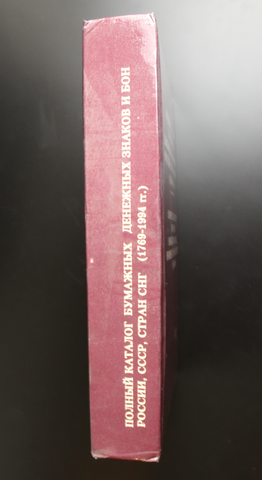 ПОЛНЫЙ КАТАЛОГ БУМАЖНЫХ ДЕНЕЖНЫХ ЗНАКОВ И БОН
РОССИИ, СССР, СТРАН СНГ (1769-1994 гг.)